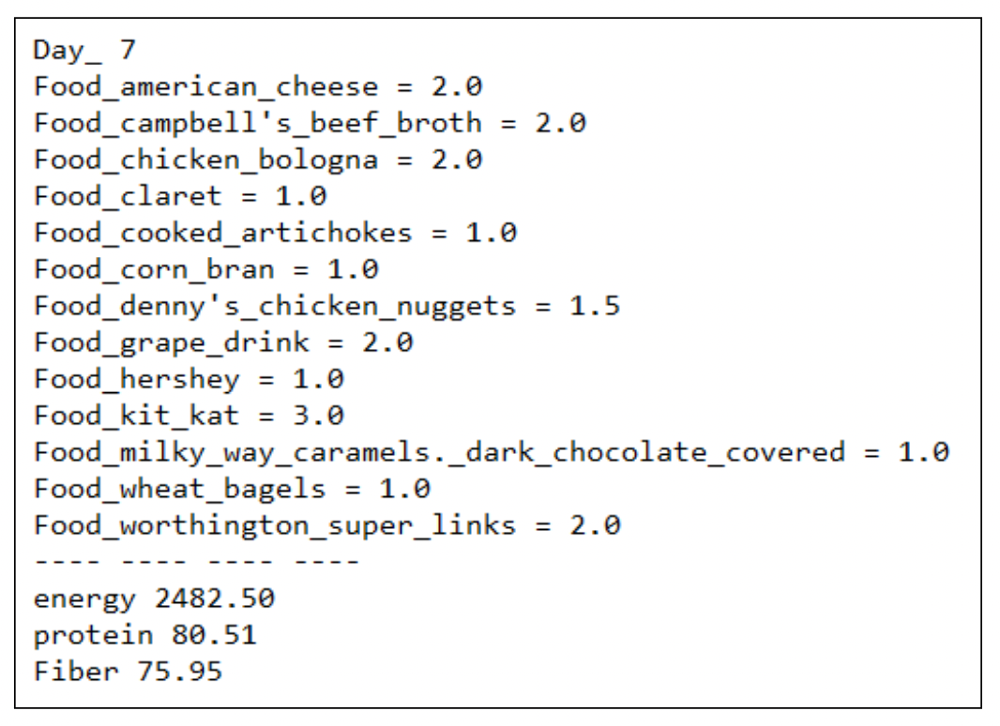 Day_ 7
Food_american_cheese = 2.0
Food_campbell's_beef_broth = 2.0
Food_chicken_bologna = 2.0
Food_claret = 1.0
Food_cooked_artichokes = 1.0
Food_corn_bran = 1.0
Food_denny's_chicken_nuggets = 1.5
Food_grape_drink = 2.0
Food_hershey = 1.0
Food_kit_kat = 3.0
Food_milky_way_caramels._dark_chocolate_covered = 1.0
Food_wheat_bagels = 1.0
Food_worthington_super_links = 2.0
---- ---- ---- ----
energy 2482.50
protein 80.51
Fiber 75.95